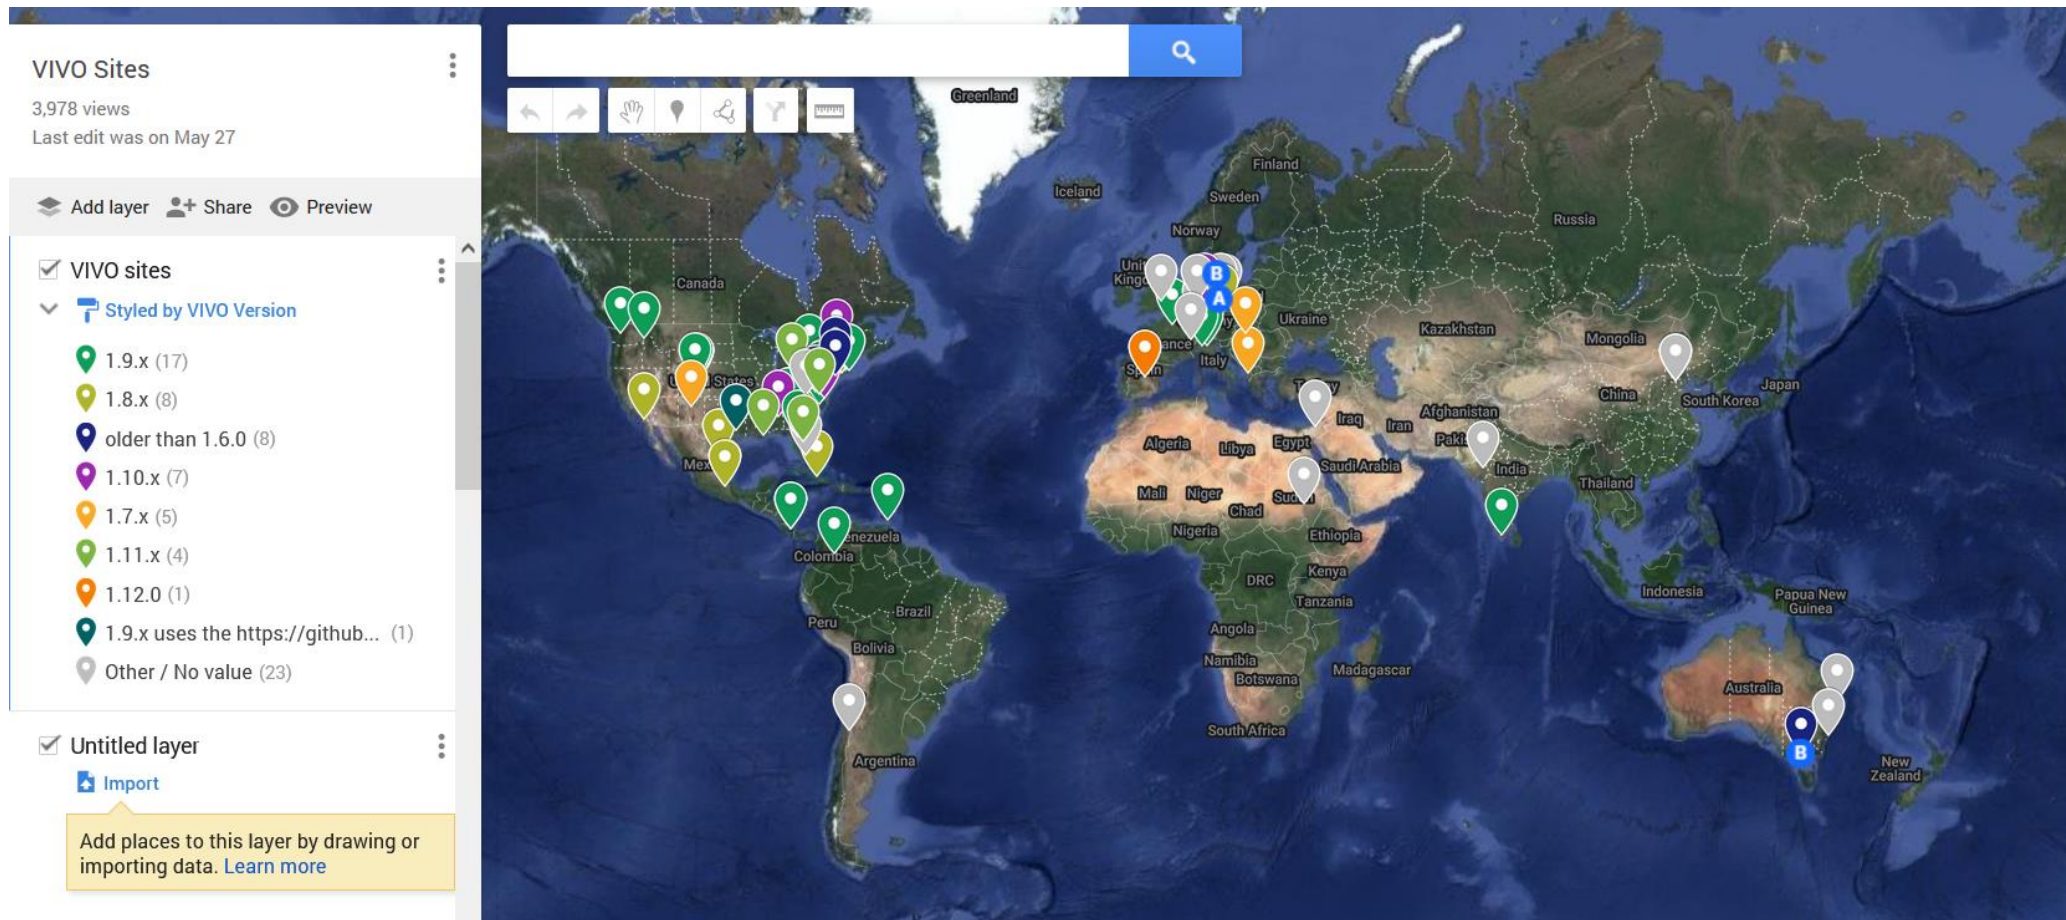 VIVO Sites
3,978 views
Last edit was on May 27
Add layer
Share
Preview
VIVO sites
Styled by VIVO Version
1.9.x (17)
1.8.x (8)
older than 1.6.0 (8)
1.10.x (7)
1.7.x (5)
1.11.x (4)
1.12.0 (1)
1.9.x uses the https://github... (1)
Other / No value (23)
Untitled layer
Import
Add places to this layer by drawing or
importing data. Learn more
Greenland
Iceland
Finland
Sweden
Norway
Russia
Canada
B
A
Ukraine
Kazakhstan
Mongolia
Italy
Japan
China
South Korea
Afghanistan
Iraq
Iran
Algeria
Libya
Egypt
Saudi Arabia
India
Thailand
Mali
Niger
Chad
Nigeria
Ethiopia
Colombia
DRC
Kenya
Tanzania
Indonesia
Papua New
Guinea
Brazil
Peru
Bolivia
Angola
Namibia
Botswana
Madagascar
Australia
South Africa
B
Argentina
New
Zealand